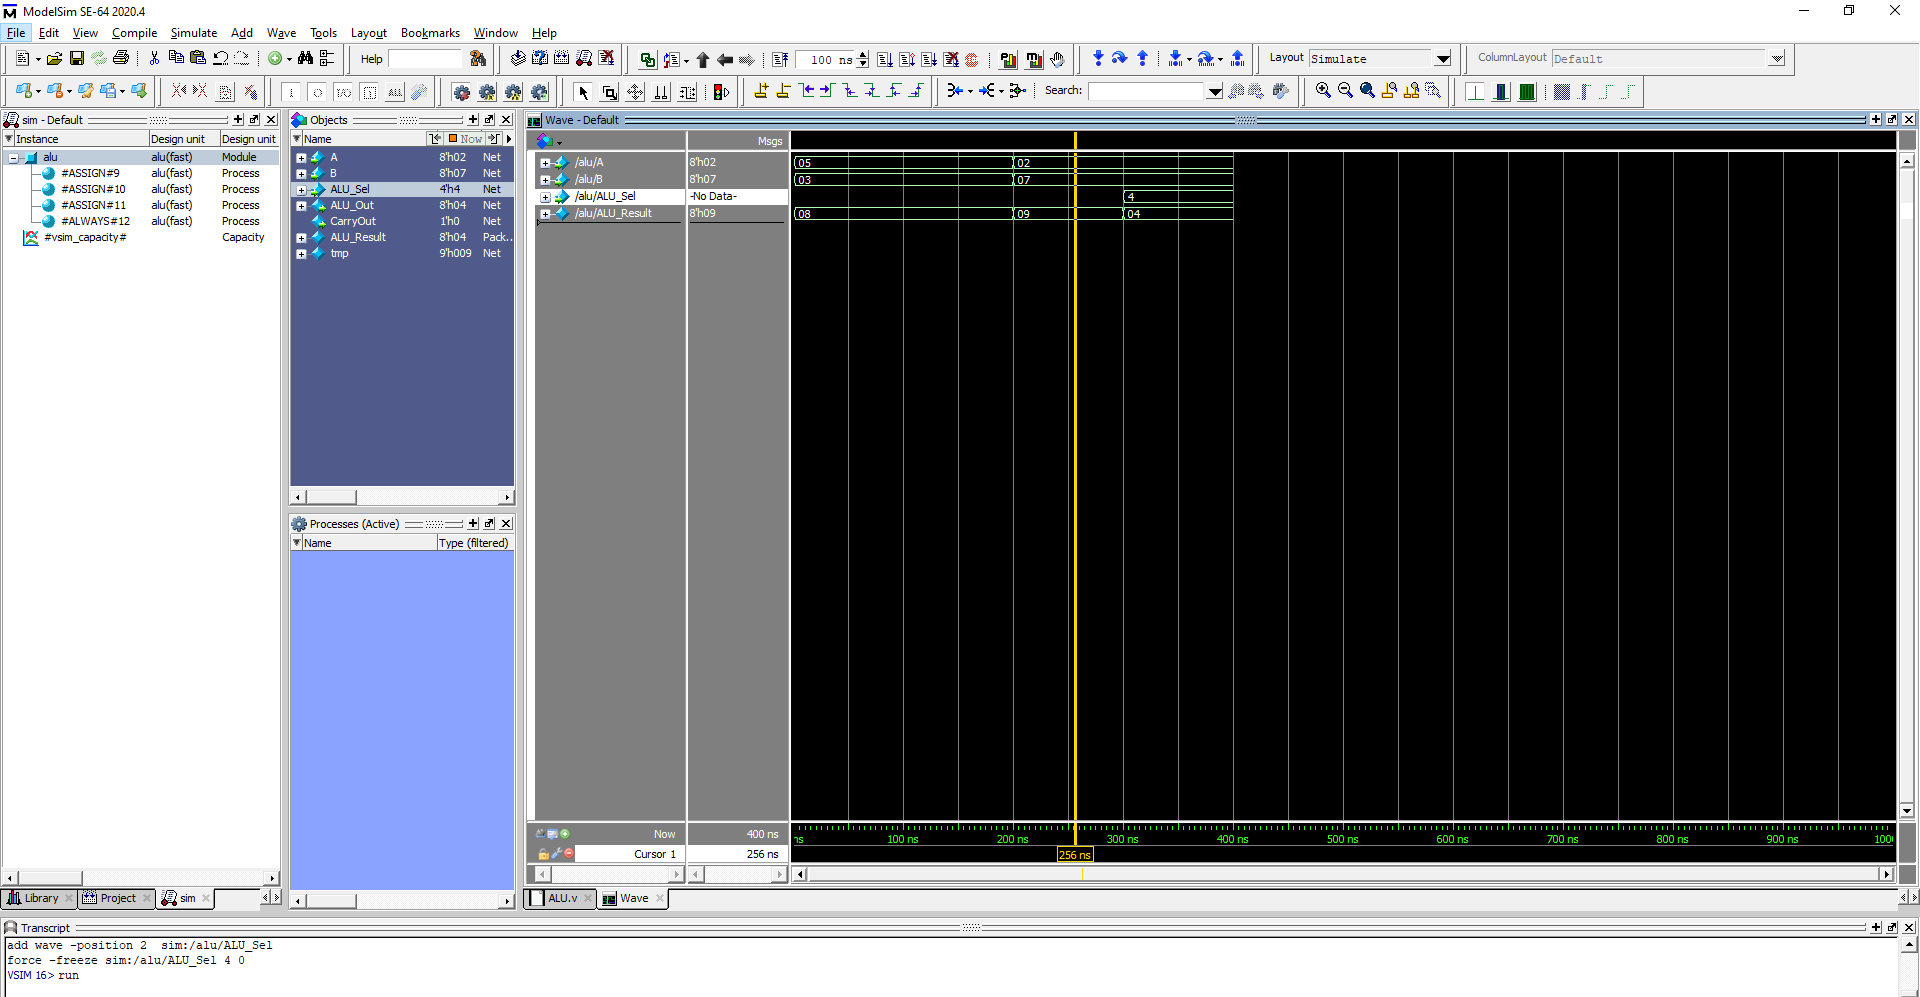 ModelSim SE-64 2020.4
File Edit View Compile Simulate Add Wave Tools Layout Bookmarks Window Help
Help 100 ns Layout Simulate ColumnLayout Default
Search:
sim - Default
Instance Design unit Design unit
alu alu(fast) Module
#ASSIGN#9 alu(fast) Process
#ASSIGN#10 alu(fast) Process
#ASSIGN#11 alu(fast) Process
#ALWAYS#12 alu(fast) Process
#vsim_capacity# Capacity
Library Project sim
Objects
Name Now
A 8'h02 Net
B 8'h07 Net
ALU_Sel 4'h4 Net
ALU_Out 8'h04 Net
CarryOut 1'h0 Net
ALU_Result 8'h04 Pack..
tmp 9'h009 Net
Processes (Active)
Name Type (filtered)
Wave - Default
Msgs
/alu/A 8'h02 05 02
/alu/B 8'h07 03 07
/alu/ALU_Sel -No Data- 4
/alu/ALU_Result 8'h09 08 09 04
Now 400 ns ns 100 ns 200 ns 300 ns 400 ns 500 ns 600 ns 700 ns 800 ns 900 ns 100
Cursor 1 256 ns 256 ns
ALU.v Wave
Transcript
add wave -position 2  sim:/alu/ALU_Sel
force -freeze sim:/alu/ALU_Sel 4 0
VSIM 16> run